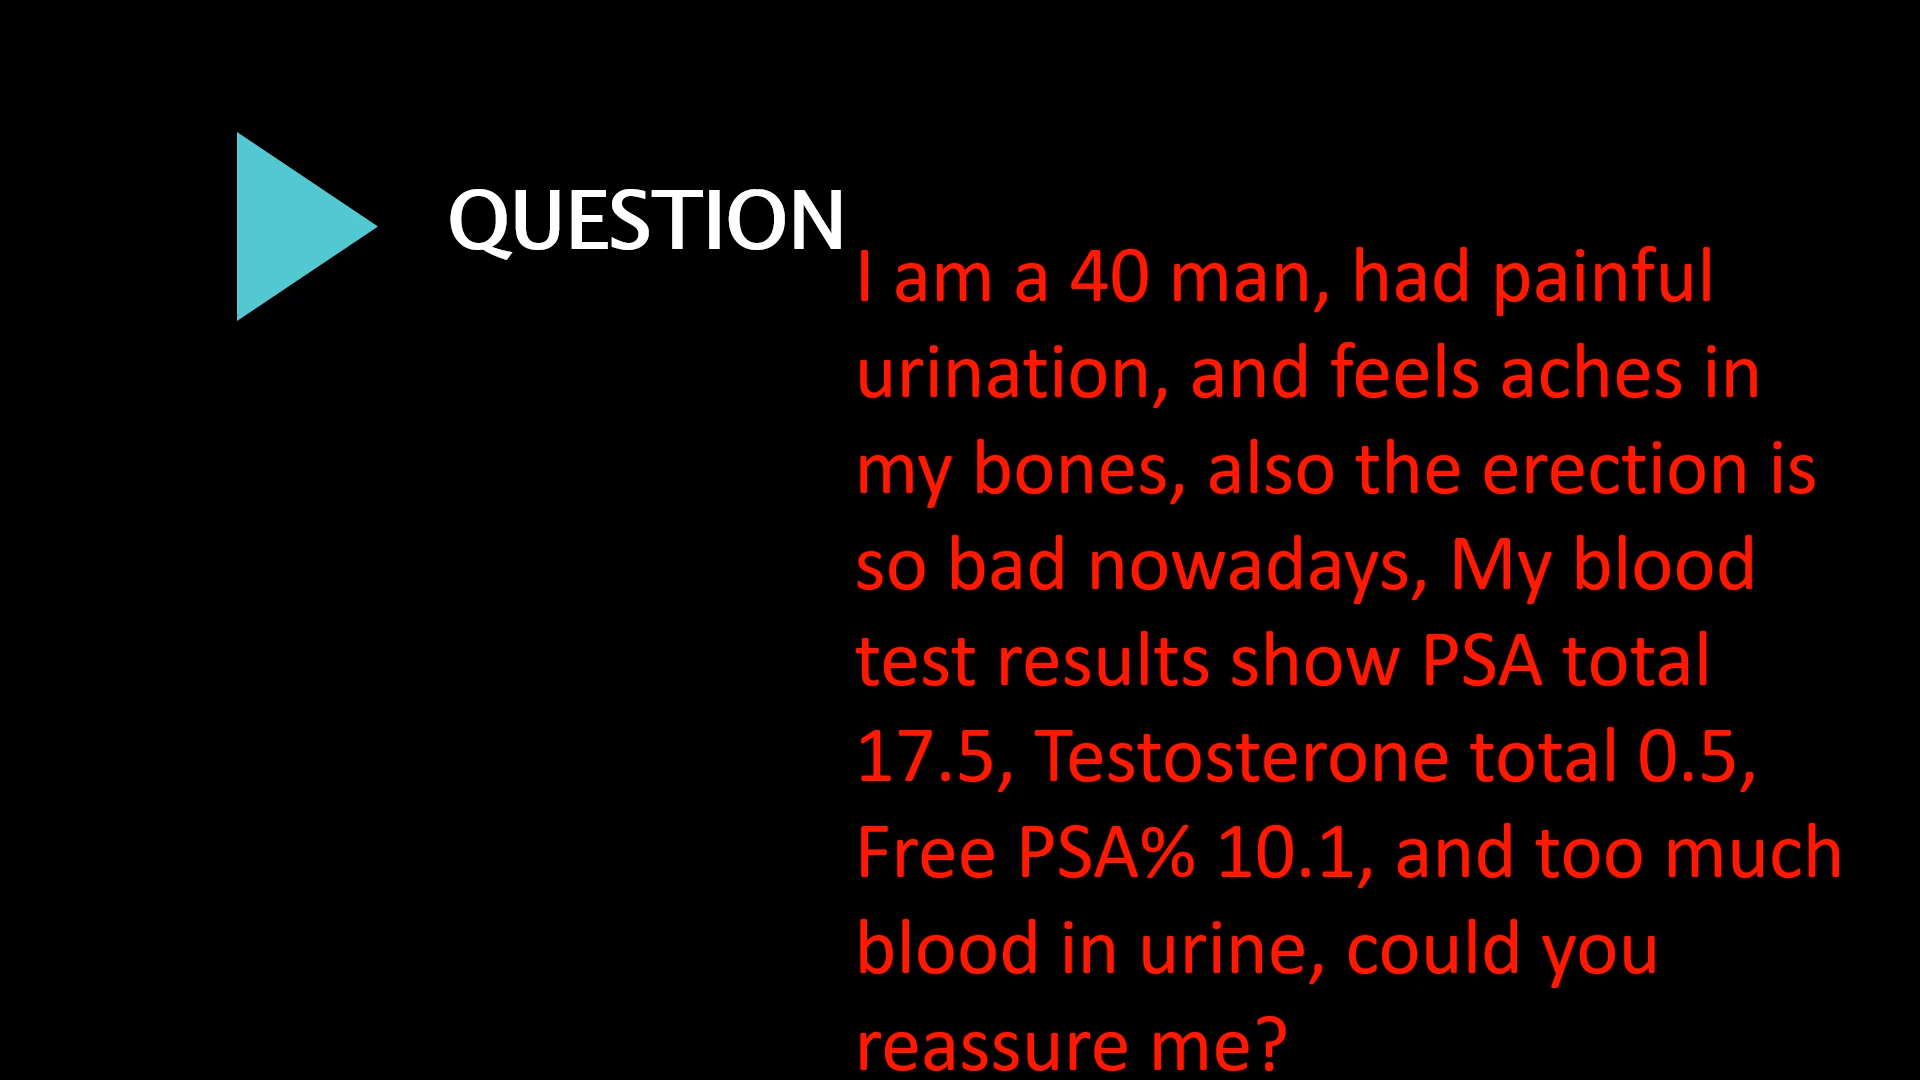 QUESTION
I am a 40 man, had painful
urination, and feels aches in
my bones, also the erection is
so bad nowadays, My blood
test results show PSA total
17.5, Testosterone total 0.5,
Free PSA% 10.1, and too much
blood in urine, could you
reassure me?